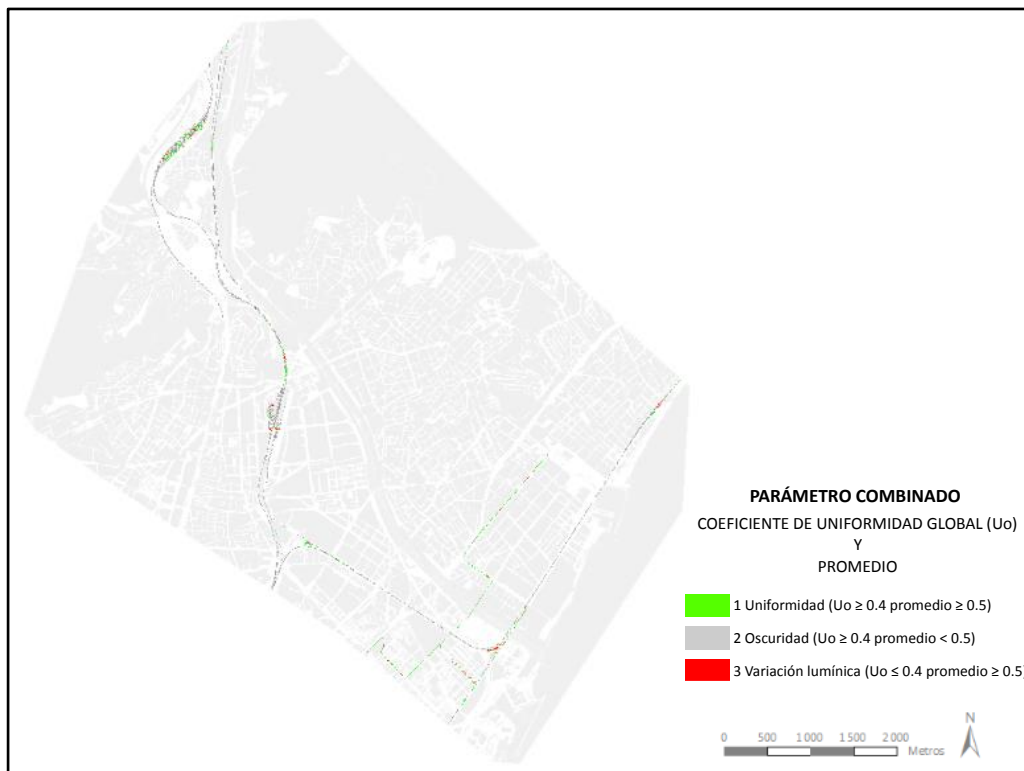 PARÁMETRO COMBINADO
COEFICIENTE DE UNIFORMIDAD GLOBAL (Uo)
Y
PROMEDIO
1 Uniformidad (Uo ≥ 0.4 promedio ≥ 0.5)
2 Oscuridad (Uo ≥ 0.4 promedio < 0.5)
3 Variación lumínica (Uo ≤ 0.4 promedio ≥ 0.5)
N
0 500 1 000 1 500 2 000
Metros